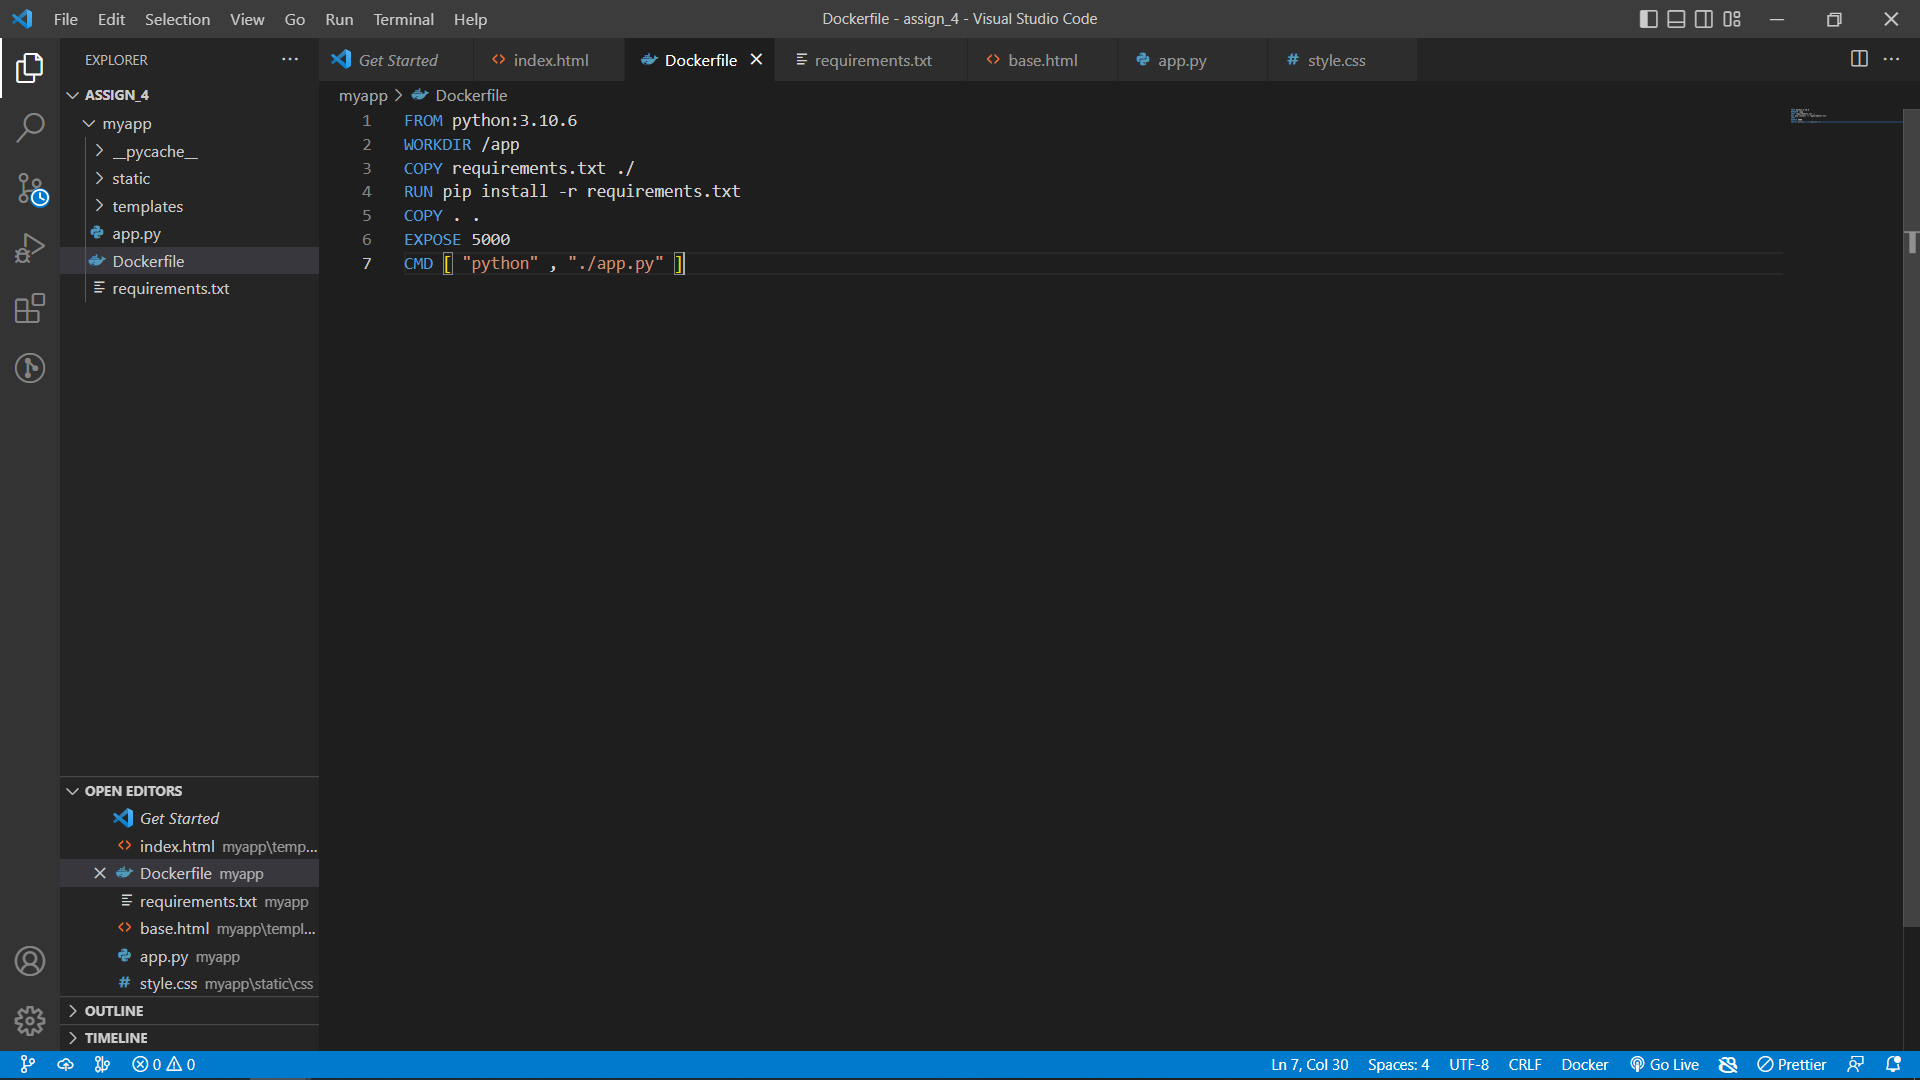 File Edit Selection View Go Run Terminal Help
Dockerfile - assign_4 - Visual Studio Code
EXPLORER
Get Started
index.html
Dockerfile
requirements.txt
base.html
app.py
# style.css
ASSIGN_4
myapp
__pycache__
static
templates
app.py
Dockerfile
requirements.txt
myapp > Dockerfile
1 FROM python:3.10.6
2 WORKDIR /app
3 COPY requirements.txt ./
4 RUN pip install -r requirements.txt
5 COPY . .
6 EXPOSE 5000
7 CMD [ "python" , "./app.py" ]
OPEN EDITORS
Get Started
index.html myapp\temp...
Dockerfile myapp
requirements.txt myapp
base.html myapp\templ...
app.py myapp
# style.css myapp\static\css
OUTLINE
TIMELINE
0 0
Ln 7, Col 30 Spaces: 4 UTF-8 CRLF Docker Go Live Prettier